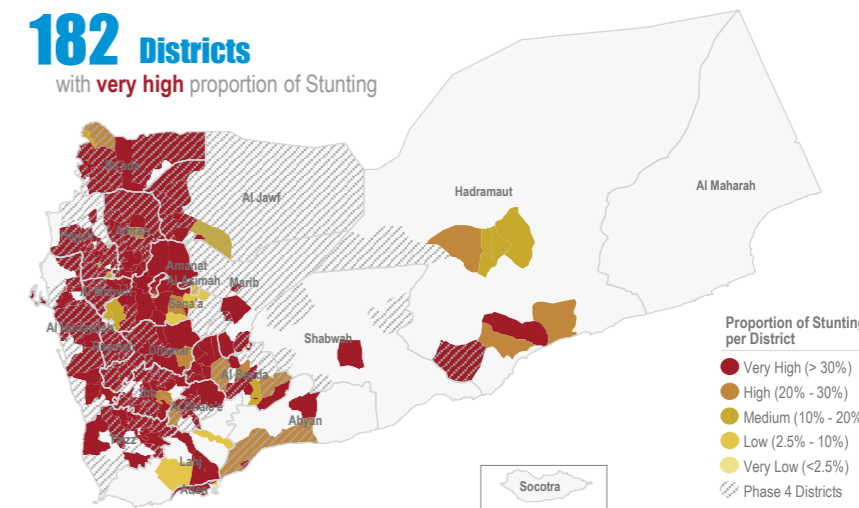 182 Districts
with very high proportion of Stunting
Sa'ada
Al Jawf
Hadramaut
Al Maharah
Amran
Hajjah
Amanat
Al Asimah
Marib
Sana'a
Al Mahwit
Al Hudaydah
Raymah
Dhamar
Shabwah
Al Bayda
Ibb
Al Dhale'e
Abyan
Taizz
Lahj
Aden
Socotra
Proportion of Stunting
per District
Very High (> 30%)
High (20% - 30%)
Medium (10% - 20%
Low (2.5% - 10%)
Very Low (<2.5%)
Phase 4 Districts